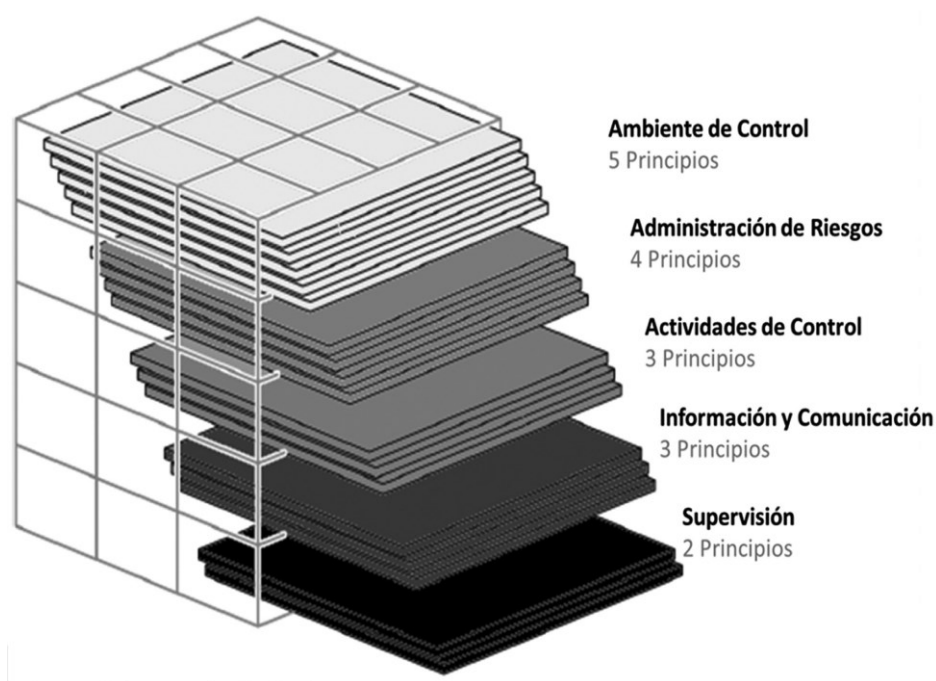 Ambiente de Control
5 Principios
Administración de Riesgos
4 Principios
Actividades de Control
3 Principios
Información y Comunicación
3 Principios
Supervisión
2 Principios